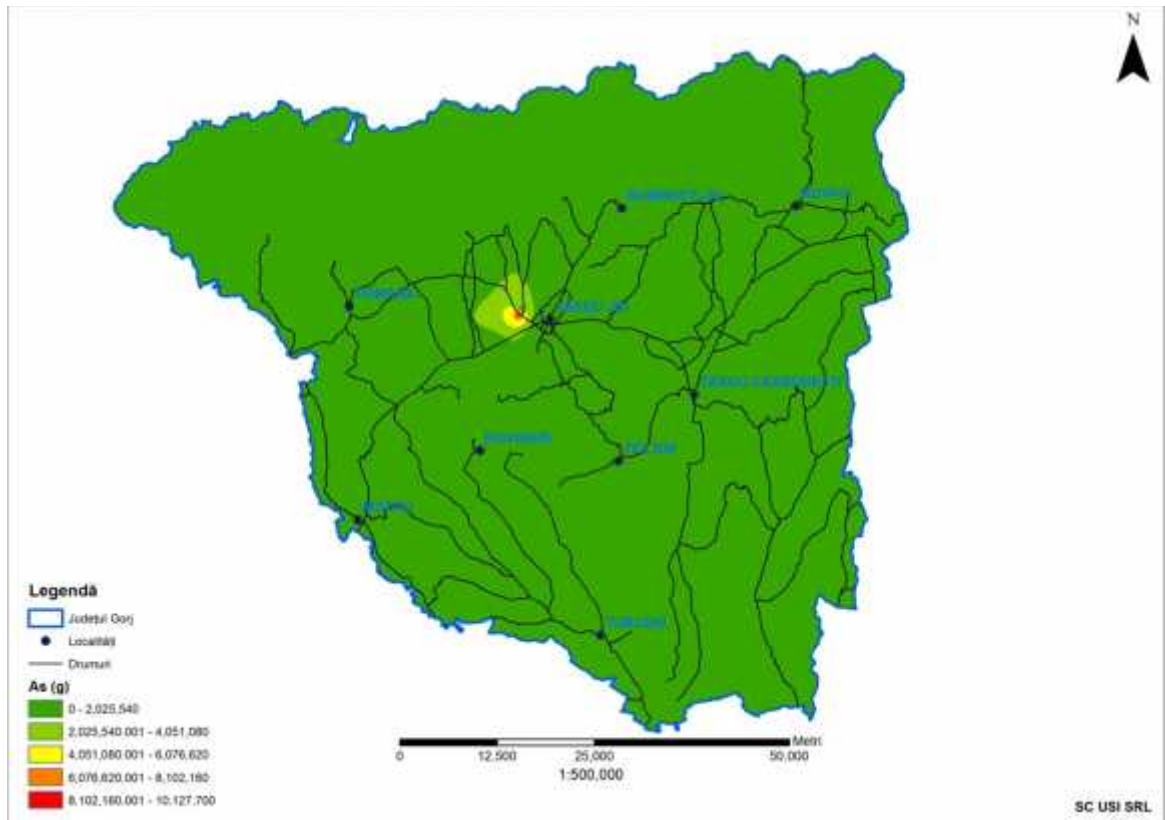 N
TARGU CARBUNESTI
Legendă
Județul Gorj
Localități
Drumuri
As (g)
0 - 2,025,540
2,025,540.001 - 4,051,080
4,051,080.001 - 6,076,620
6,076,620.001 - 8,102,160
8,102,160.001 - 10,127,700
Metri
0 12,500 25,000 50,000
1:500,000
SC USI SRL